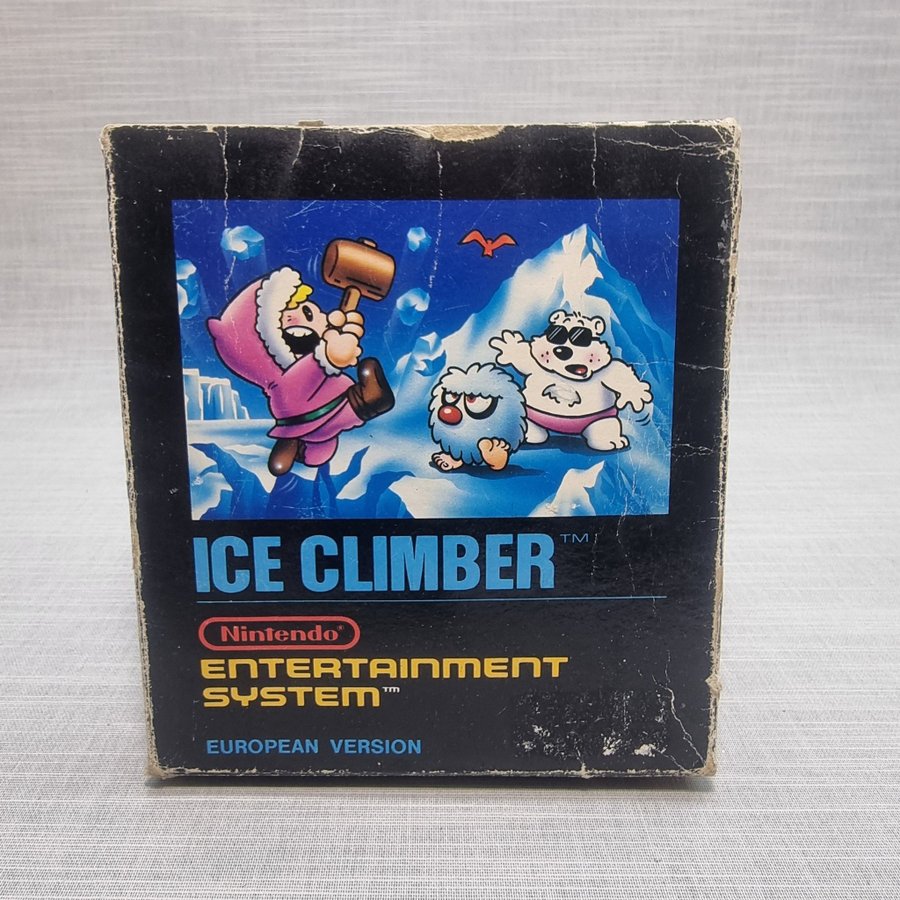 ICE CLIMBER™
Nintendo®
ENTERTAINMENT
SYSTEM™
EUROPEAN VERSION